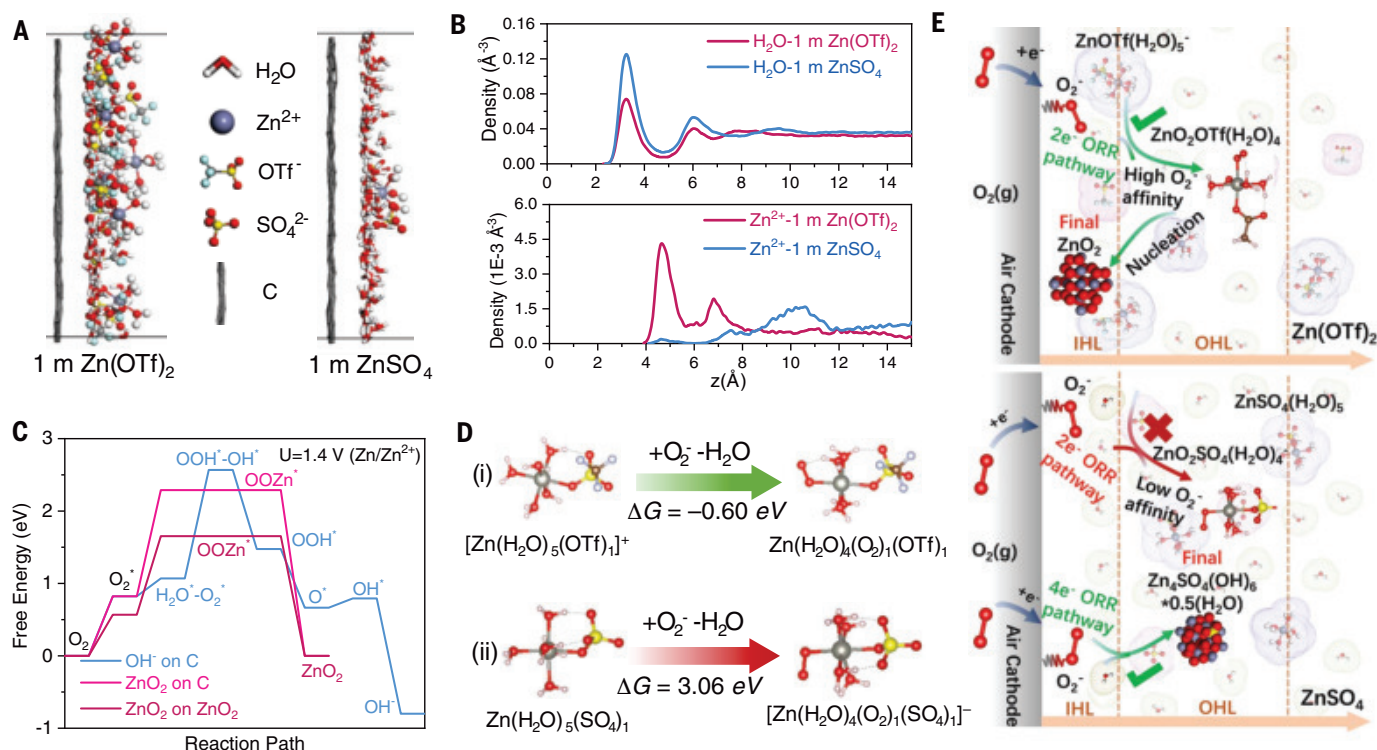 A
H₂O
Zn²⁺
OTf⁻
SO₄²⁻
C
1 m Zn(OTf)₂
1 m ZnSO₄
B
Density (Å⁻³)
0.16
0.12
0.08
0.04
0.00
H₂O-1 m Zn(OTf)₂
H₂O-1 m ZnSO₄
0 2 4 6 8 10 12 14
Density (1E-3 Å⁻³)
6.0
4.5
3.0
1.5
0.0
Zn²⁺-1 m Zn(OTf)₂
Zn²⁺-1 m ZnSO₄
0 2 4 6 8 10 12 14
z(Å)
C
Free Energy (eV)
3
2
1
0
-1
OOH*-OH*
U=1.4 V (Zn/Zn²⁺)
OOZn*
OOZn*
OOH*
O₂*
H₂O*-O₂*
O*
OH*
O₂
ZnO₂
OH⁻
OH⁻ on C
ZnO₂ on C
ZnO₂ on ZnO₂
Reaction Path
D
(i)
+O₂⁻ -H₂O
ΔG = –0.60 eV
[Zn(H₂O)₅(OTf)₁]⁺
Zn(H₂O)₄(O₂)₁(OTf)₁
(ii)
+O₂⁻ -H₂O
ΔG = 3.06 eV
Zn(H₂O)₅(SO₄)₁
[Zn(H₂O)₄(O₂)₁(SO₄)₁]⁻
E
+e⁻
ZnOTf(H₂O)₅⁻
O₂⁻
ZnO₂OTf(H₂O)₄
2e⁻ ORR
pathway
High O₂⁻
affinity
O₂(g)
Final
ZnO₂
Nucleation
Air Cathode
Zn(OTf)₂
IHL
OHL
O₂⁻
+e⁻
ZnSO₄(H₂O)₅
ZnO₂SO₄(H₂O)₄
2e⁻ ORR
pathway
Low O₂⁻
affinity
O₂(g)
Final
Zn₄SO₄(OH)₆
*0.5(H₂O)
+e⁻
4e⁻ ORR
pathway
Air Cathode
O₂⁻
ZnSO₄
IHL
OHL